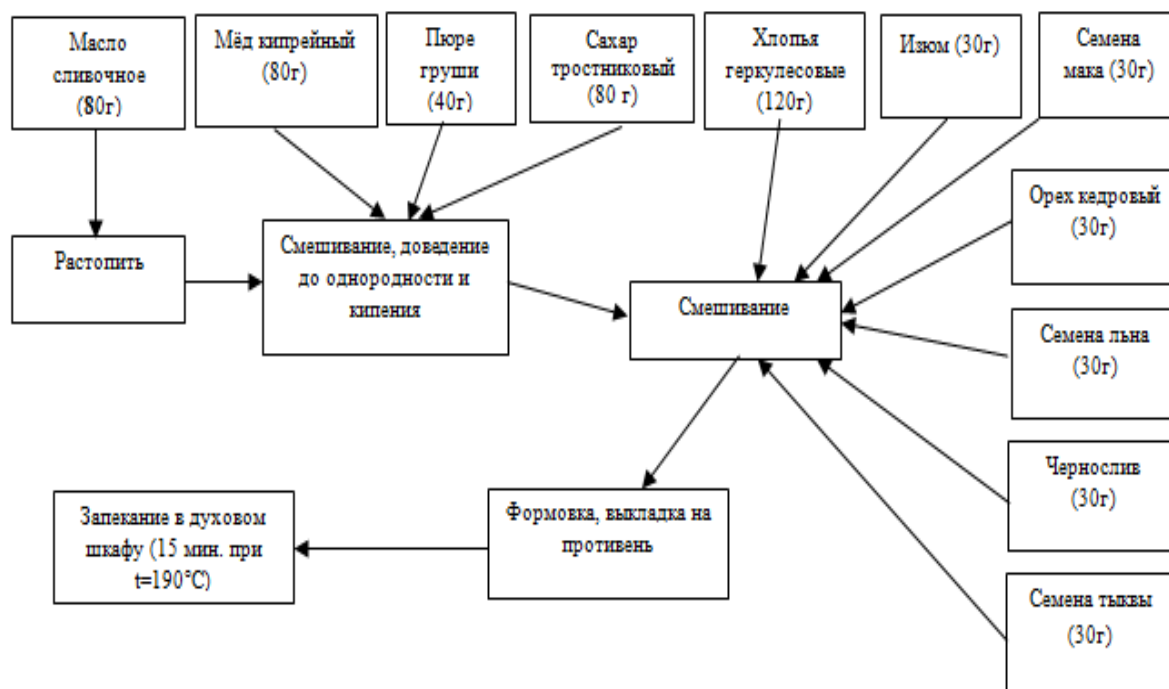 Масло
сливочное
(80г)
Мёд кипрейный
(80г)
Пюре
груши
(40г)
Сахар
тростниковый
(80 г)
Хлопья
геркулесовые
(120г)
Изюм (30г)
Семена
мака (30г)
Орех кедровый
(30г)
Растопить
Смешивание, доведение
до однородности и
кипения
Смешивание
Семена льна
(30г)
Чернослив
(30г)
Запекание в духовом
шкафу (15 мин. при
t=190°С)
Формовка, выкладка на
противень
Семена тыквы
(30г)